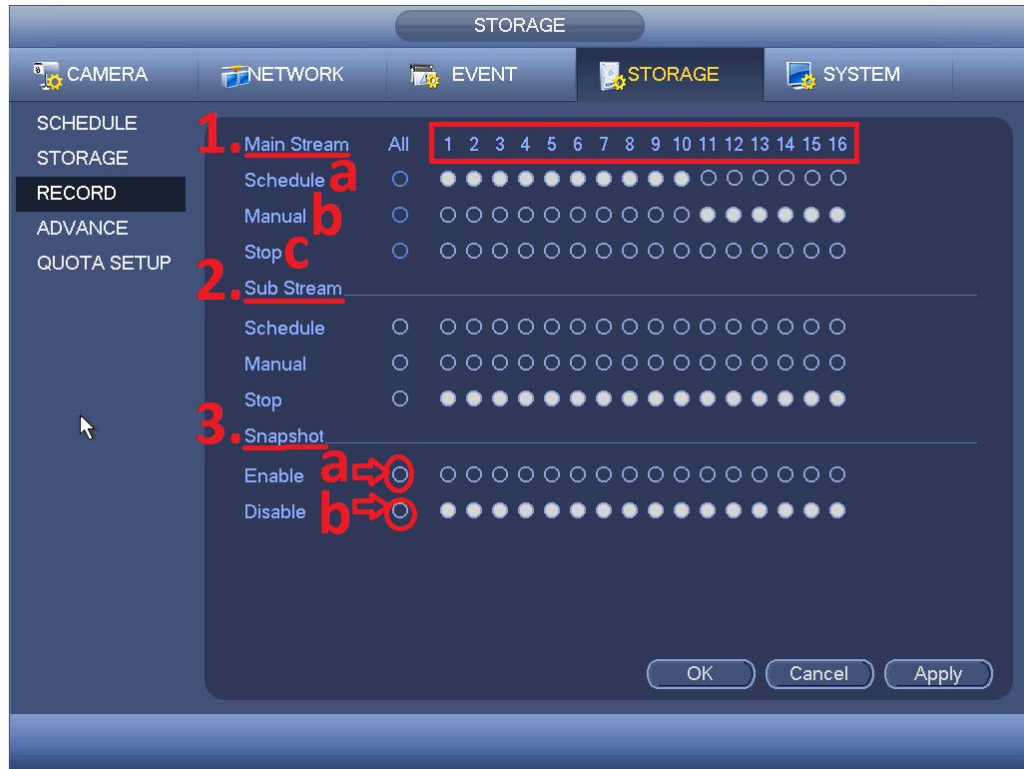 STORAGE
CAMERA NETWORK EVENT STORAGE SYSTEM
SCHEDULE
STORAGE
RECORD
ADVANCE
QUOTA SETUP
1. Main Stream All 1 2 3 4 5 6 7 8 9 10 11 12 13 14 15 16
Schedule a
Manual b
Stop c
2. Sub Stream
Schedule
Manual
Stop
3. Snapshot
Enable a
Disable b
OK Cancel Apply